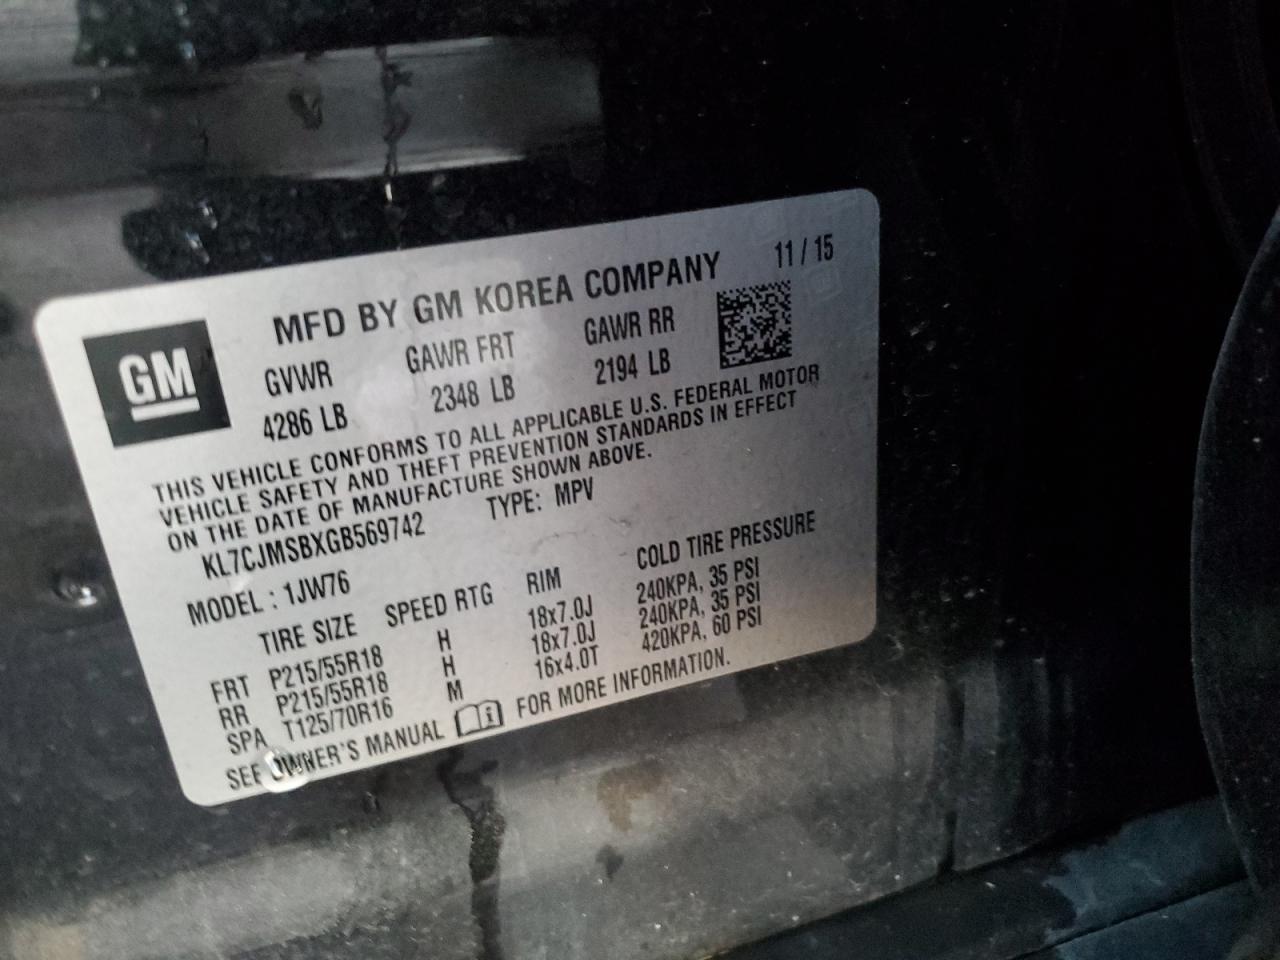 MFD BY GM KOREA COMPANY 11 / 15
GM
GVWR GAWR FRT GAWR RR
4286 LB 2348 LB 2194 LB
THIS VEHICLE CONFORMS TO ALL APPLICABLE U.S. FEDERAL MOTOR
VEHICLE SAFETY AND THEFT PREVENTION STANDARDS IN EFFECT
ON THE DATE OF MANUFACTURE SHOWN ABOVE.
KL7CJMSBXGB569742 TYPE: MPV
MODEL : 1JW76
TIRE SIZE SPEED RTG RIM COLD TIRE PRESSURE
FRT P215/55R18 H 18x7.0J 240KPA, 35 PSI
RR P215/55R18 H 18x7.0J 240KPA, 35 PSI
SPA T125/70R16 M 16x4.0T 420KPA, 60 PSI
SEE OWNER'S MANUAL FOR MORE INFORMATION.